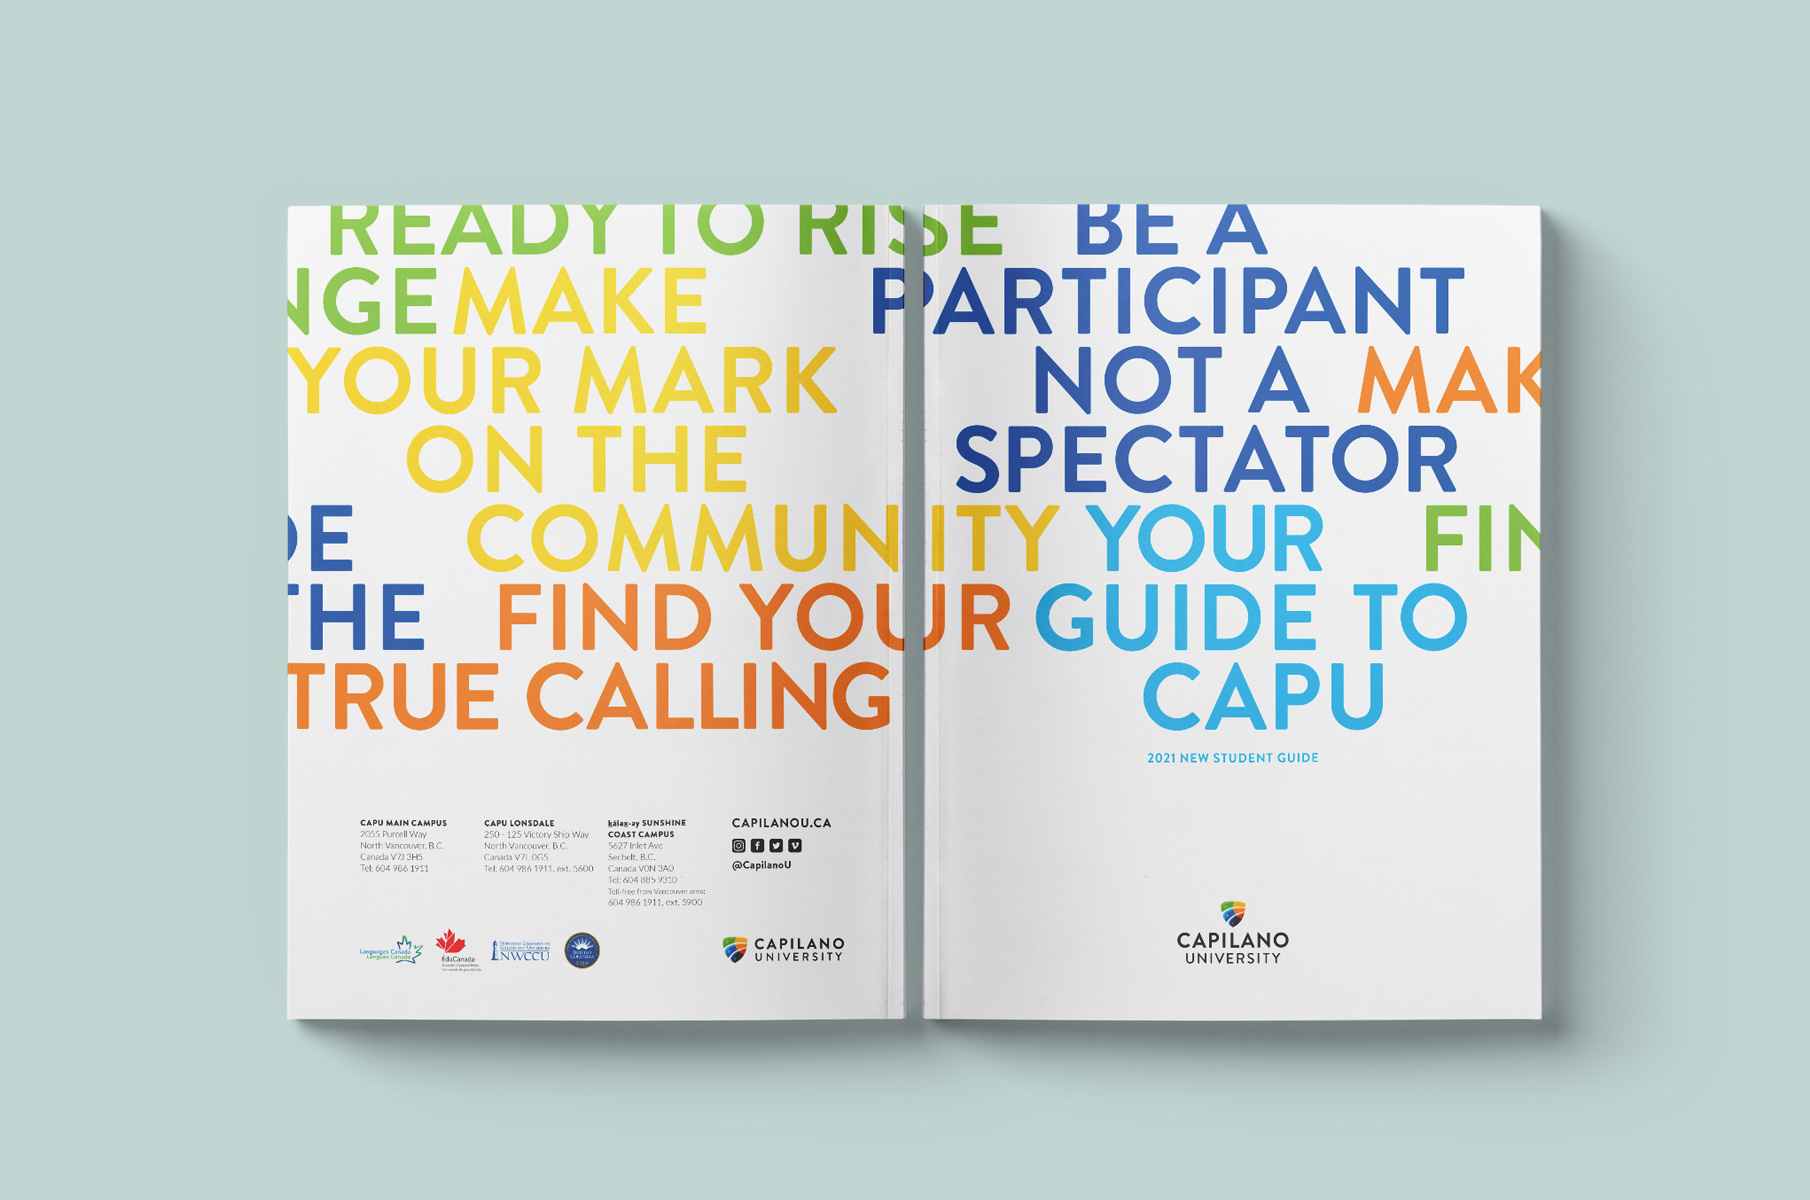 READY TO RISE
NGE MAKE
YOUR MARK
ON THE
DE COMMUNITY
THE FIND YOUR
TRUE CALLING
CAPU MAIN CAMPUS
2055 Purcell Way
North Vancouver, B.C.
Canada V7J 3H5
Tel: 604 986 1911
CAPU LONSDALE
250 - 125 Victory Ship Way
North Vancouver, B.C.
Canada V7L 0G5
Tel: 604 986 1911, ext. 5600
kálax-ay SUNSHINE
COAST CAMPUS
5627 Inlet Ave
Sechelt, B.C.
Canada V0N 3A0
Tel: 604 885 9310
Toll-free from Vancouver area:
604 986 1911, ext. 5900
CAPILANOU.CA
@CapilanoU
Languages Canada
Langues Canada
ÉduCanada
NWCCU
CAPILANO
UNIVERSITY
BE A
PARTICIPANT
NOT A MAK
SPECTATOR
YOUR FIN
GUIDE TO
CAPU
2021 NEW STUDENT GUIDE
CAPILANO
UNIVERSITY